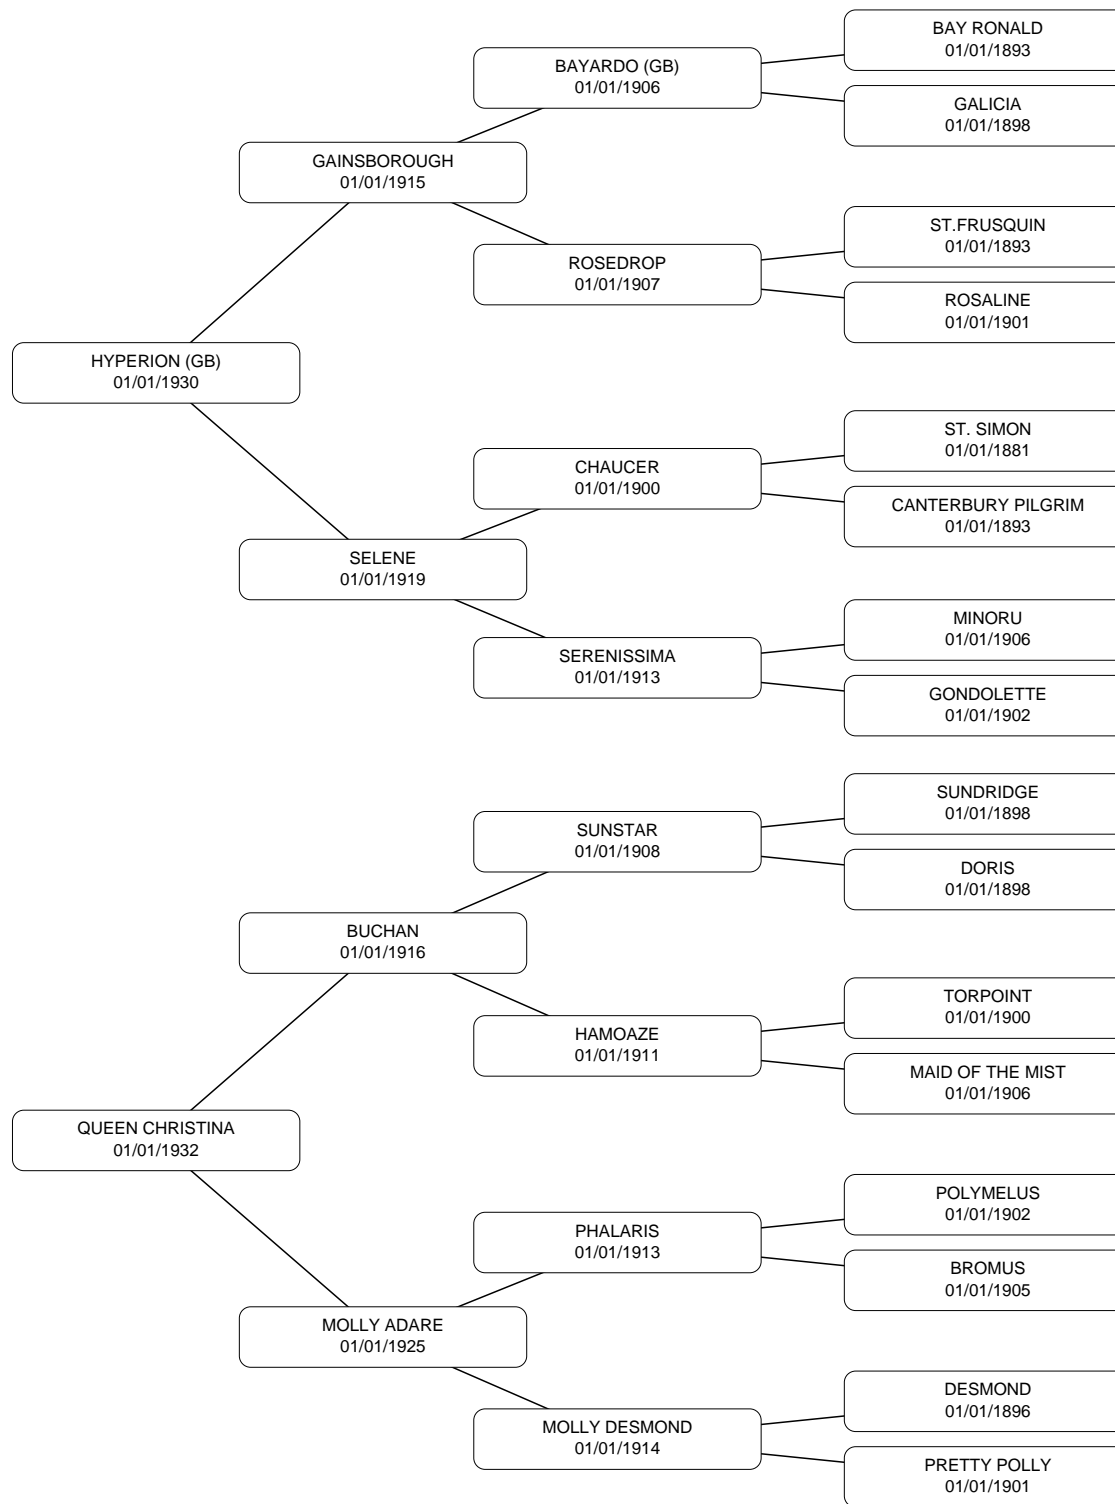 BAY RONALD
01/01/1893
BAYARDO (GB)
01/01/1906
GALICIA
01/01/1898
GAINSBOROUGH
01/01/1915
ST.FRUSQUIN
01/01/1893
ROSEDROP
01/01/1907
ROSALINE
01/01/1901
HYPERION (GB)
01/01/1930
ST. SIMON
01/01/1881
CHAUCER
01/01/1900
CANTERBURY PILGRIM
01/01/1893
SELENE
01/01/1919
MINORU
01/01/1906
SERENISSIMA
01/01/1913
GONDOLETTE
01/01/1902
SUNDRIDGE
01/01/1898
SUNSTAR
01/01/1908
DORIS
01/01/1898
BUCHAN
01/01/1916
TORPOINT
01/01/1900
HAMOAZE
01/01/1911
MAID OF THE MIST
01/01/1906
QUEEN CHRISTINA
01/01/1932
POLYMELUS
01/01/1902
PHALARIS
01/01/1913
BROMUS
01/01/1905
MOLLY ADARE
01/01/1925
DESMOND
01/01/1896
MOLLY DESMOND
01/01/1914
PRETTY POLLY
01/01/1901